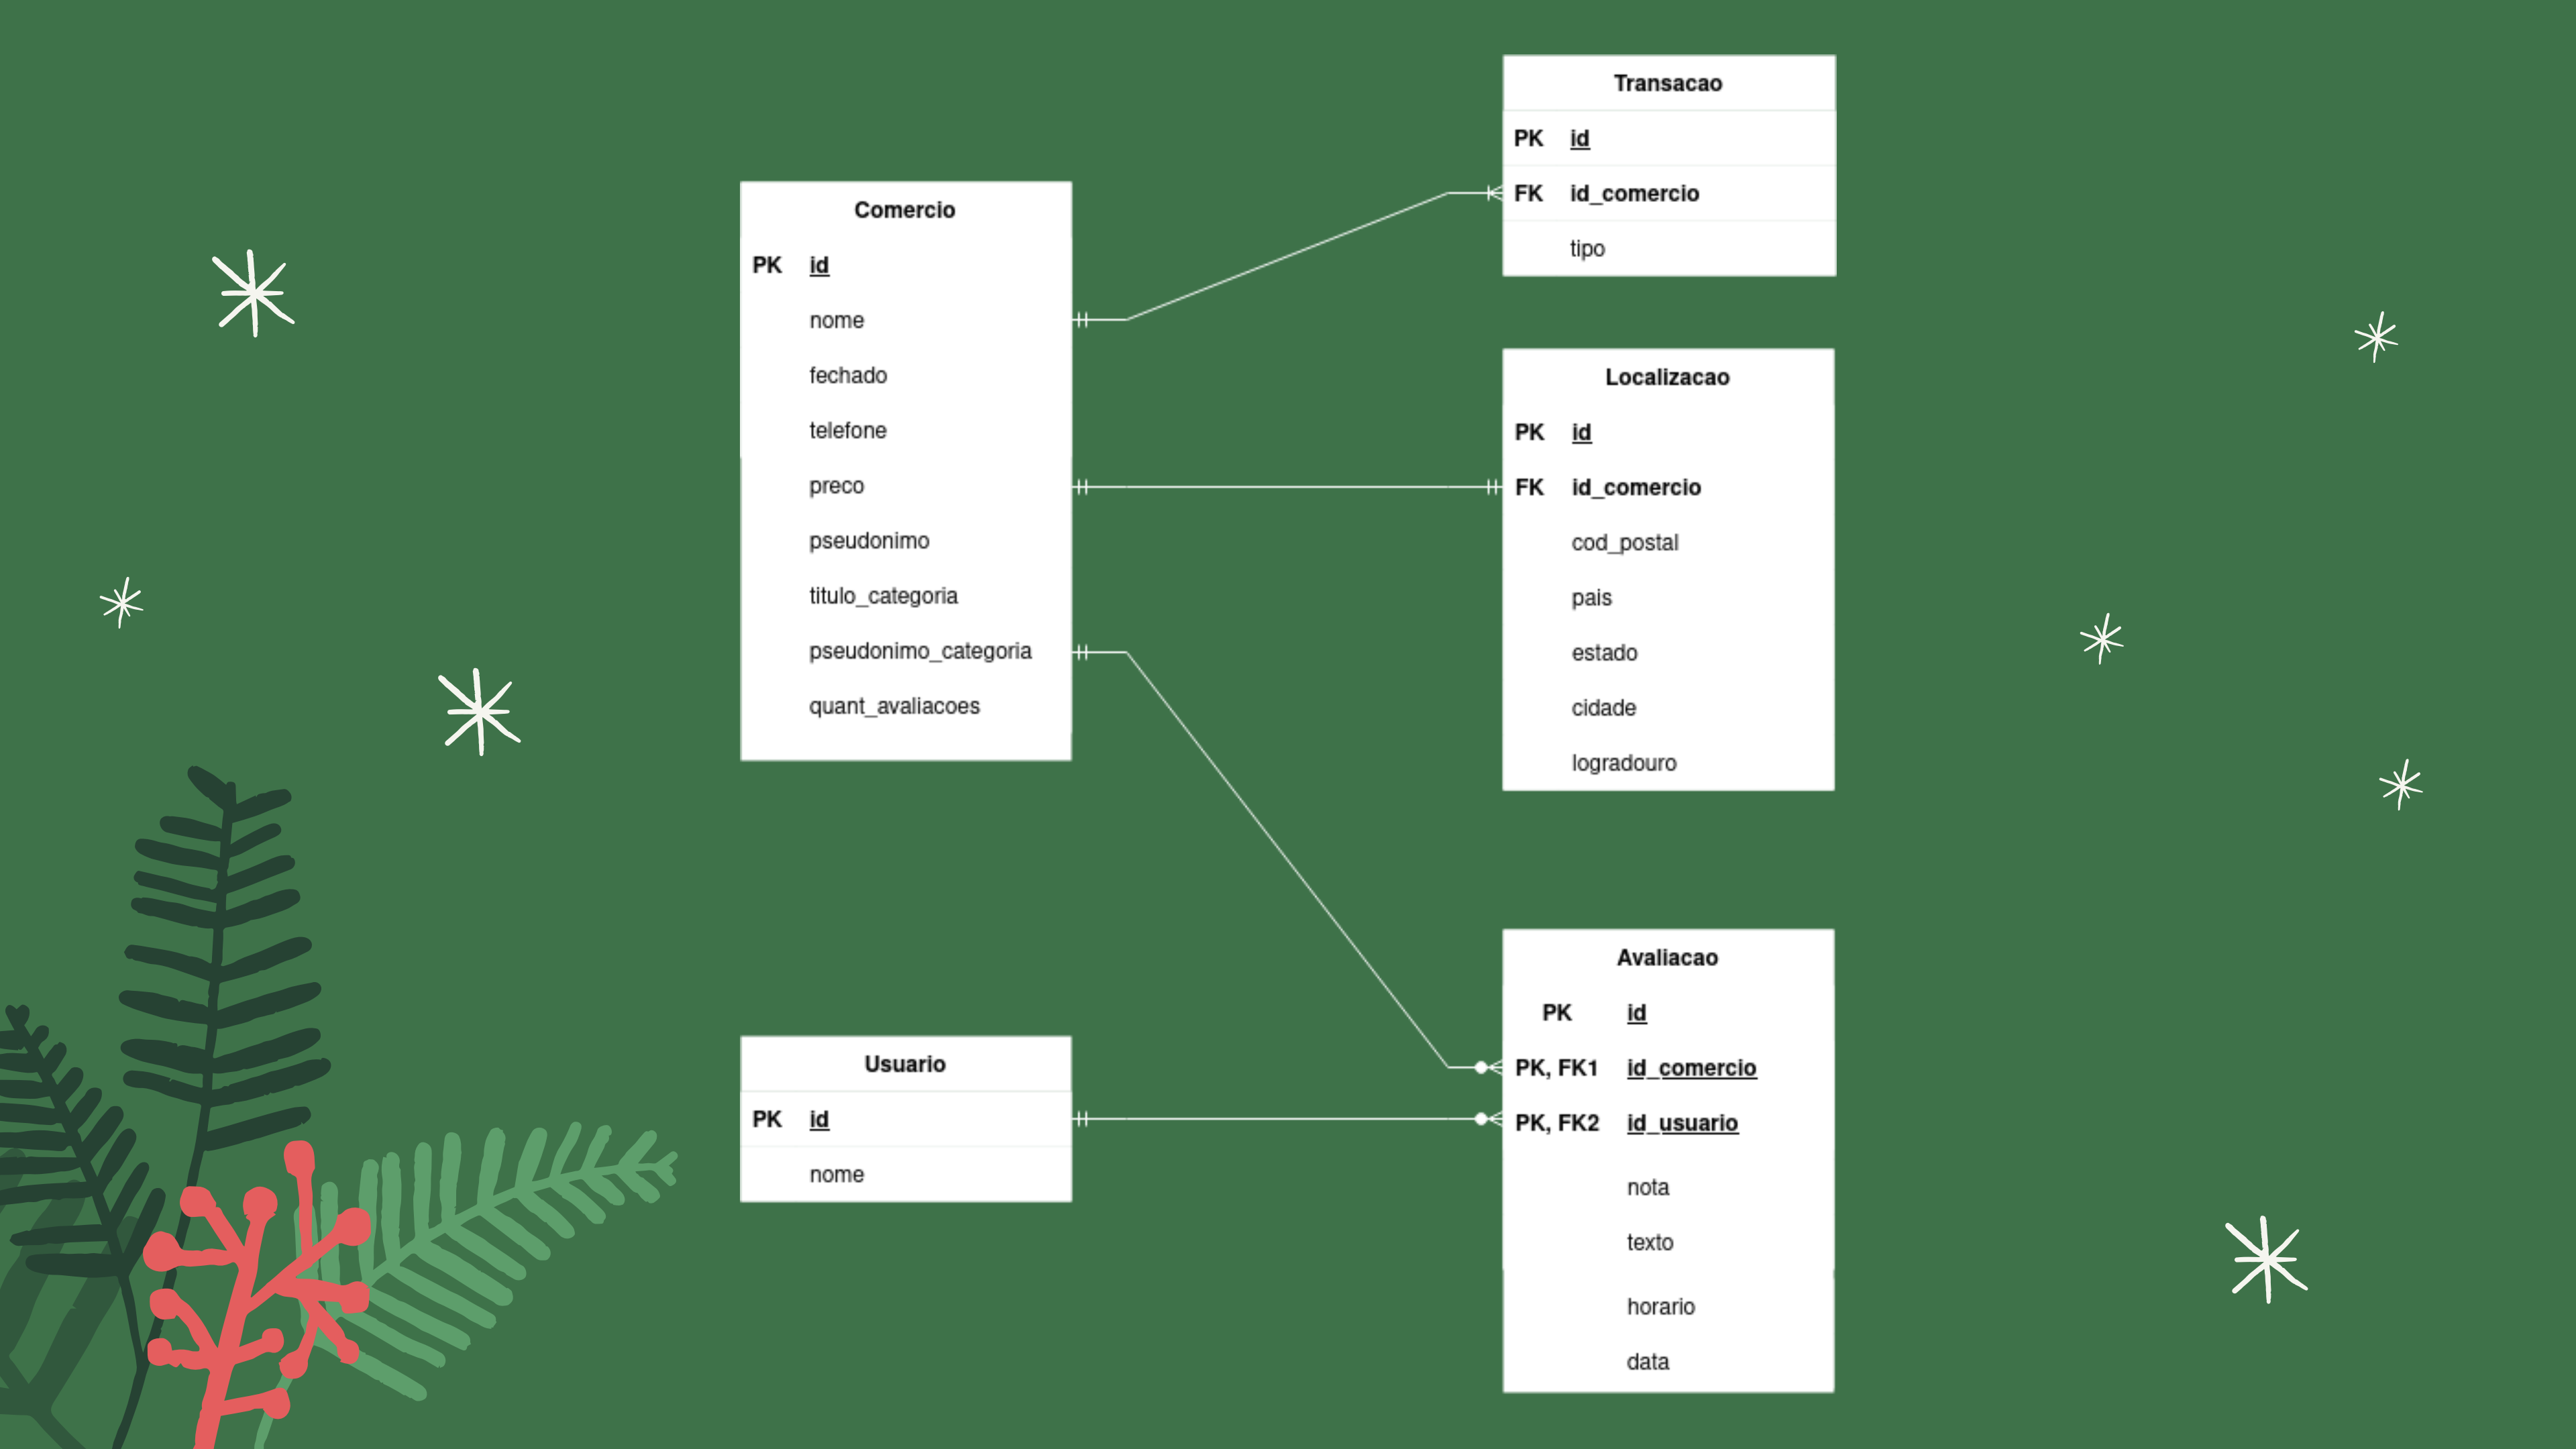 Comercio
PK id
nome
fechado
telefone
preco
pseudonimo
titulo_categoria
pseudonimo_categoria
quant_avaliacoes
Usuario
PK id
nome
Transacao
PK id
FK id_comercio
tipo
Localizacao
PK id
FK id_comercio
cod_postal
pais
estado
cidade
logradouro
Avaliacao
PK id
PK, FK1 id_comercio
PK, FK2 id_usuario
nota
texto
horario
data